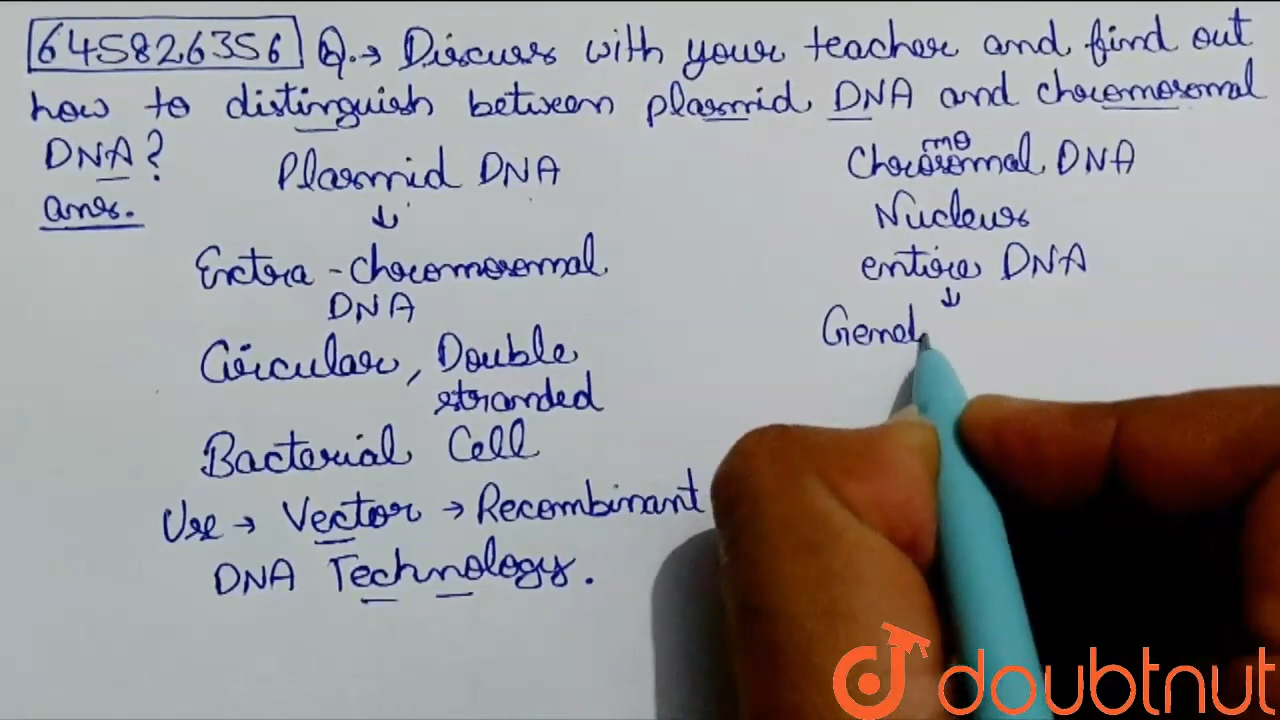 645826356 Q.→ Discuss with your teacher and find out
how to distinguish between plasmid DNA and chromosomal
DNA?
ans.
Plasmid DNA
↓
Extra-chromosomal
DNA
Circular, Double
stranded
Bacterial Cell
Use → Vector → Recombinant
DNA Technology.
Chromosomal DNA
Nucleus
entire DNA
↓
doubtnut